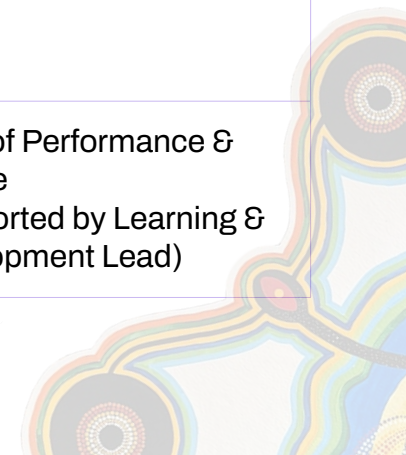 of Performance &
e
orted by Learning &
opment Lead)